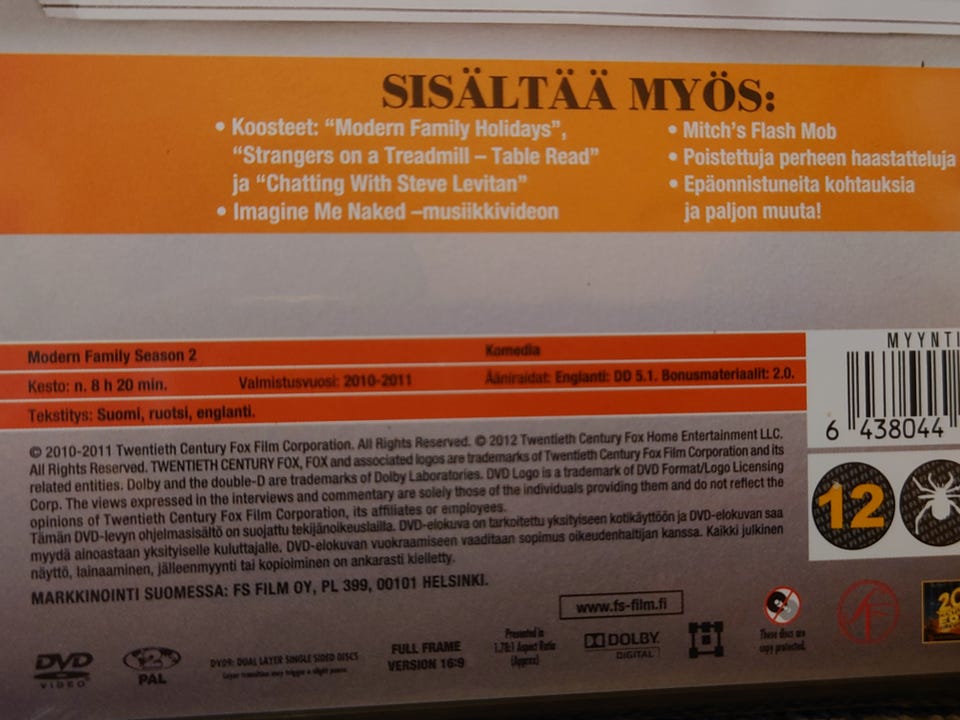 SISÄLTÄÄ MYÖS:
• Koosteet: "Modern Family Holidays",
"Strangers on a Treadmill – Table Read"
ja "Chatting With Steve Levitan"
• Imagine Me Naked –musiikkivideon
• Mitch's Flash Mob
• Poistettuja perheen haastatteluja
• Epäonnistuneita kohtauksia
ja paljon muuta!
Modern Family Season 2 Komedia
Kesto: n. 8 h 20 min. Valmistusvuosi: 2010-2011 Ääniraidat: Englanti: DD 5.1. Bonusmateriaalit: 2.0.
Tekstitys: Suomi, ruotsi, englanti.
© 2010-2011 Twentieth Century Fox Film Corporation. All Rights Reserved. © 2012 Twentieth Century Fox Home Entertainment LLC.
All Rights Reserved. TWENTIETH CENTURY FOX, FOX and associated logos are trademarks of Twentieth Century Fox Film Corporation and its
related entities. Dolby and the double-D are trademarks of Dolby Laboratories. DVD Logo is a trademark of DVD Format/Logo Licensing
Corp. The views expressed in the interviews and commentary are solely those of the individuals providing them and do not reflect the
opinions of Twentieth Century Fox Film Corporation, its affiliates or employees.
Tämän DVD-levyn ohjelmasisältö on suojattu tekijänoikeuslailla. DVD-elokuva on tarkoitettu yksityiseen kotikäyttöön ja DVD-elokuvan saa
myydä ainoastaan yksityiselle kuluttajalle. DVD-elokuvan vuokraamiseen vaaditaan sopimus oikeudenhaltijan kanssa. Kaikki julkinen
näyttö, lainaaminen, jälleenmyynti tai kopioiminen on ankarasti kielletty.
MARKKINOINTI SUOMESSA: FS FILM OY, PL 399, 00101 HELSINKI.
www.fs-film.fi
MYYNTI
6 438044
12
DVD
VIDEO
2
PAL
DVD9: DUAL LAYER SINGLE SIDED DISCS
Layer transition may trigger a slight pause.
FULL FRAME
VERSION 16:9
Presented in
1.78:1 Aspect Ratio
(Approx)
DOLBY
DIGITAL
These discs are
copy protected.
20